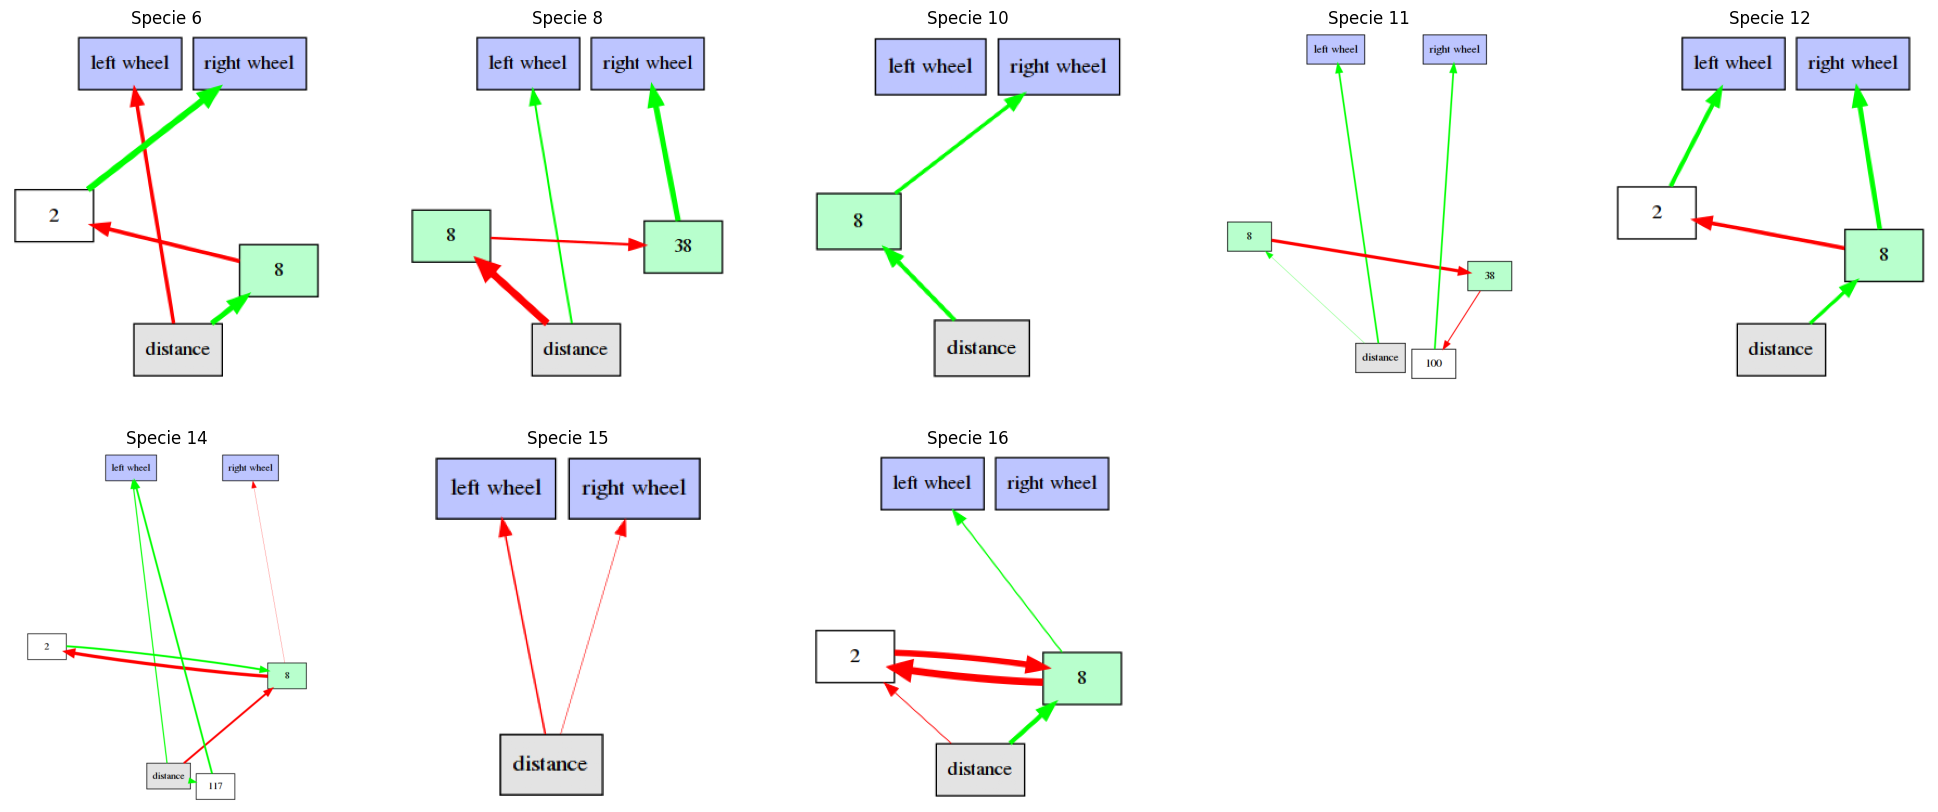 Specie 6
left wheel
right wheel
2
8
distance
Specie 8
left wheel
right wheel
8
38
distance
Specie 10
left wheel
right wheel
8
distance
Specie 11
left wheel
right wheel
8
38
distance
100
Specie 12
left wheel
right wheel
2
8
distance
Specie 14
left wheel
right wheel
2
8
distance
117
Specie 15
left wheel
right wheel
distance
Specie 16
left wheel
right wheel
2
8
distance